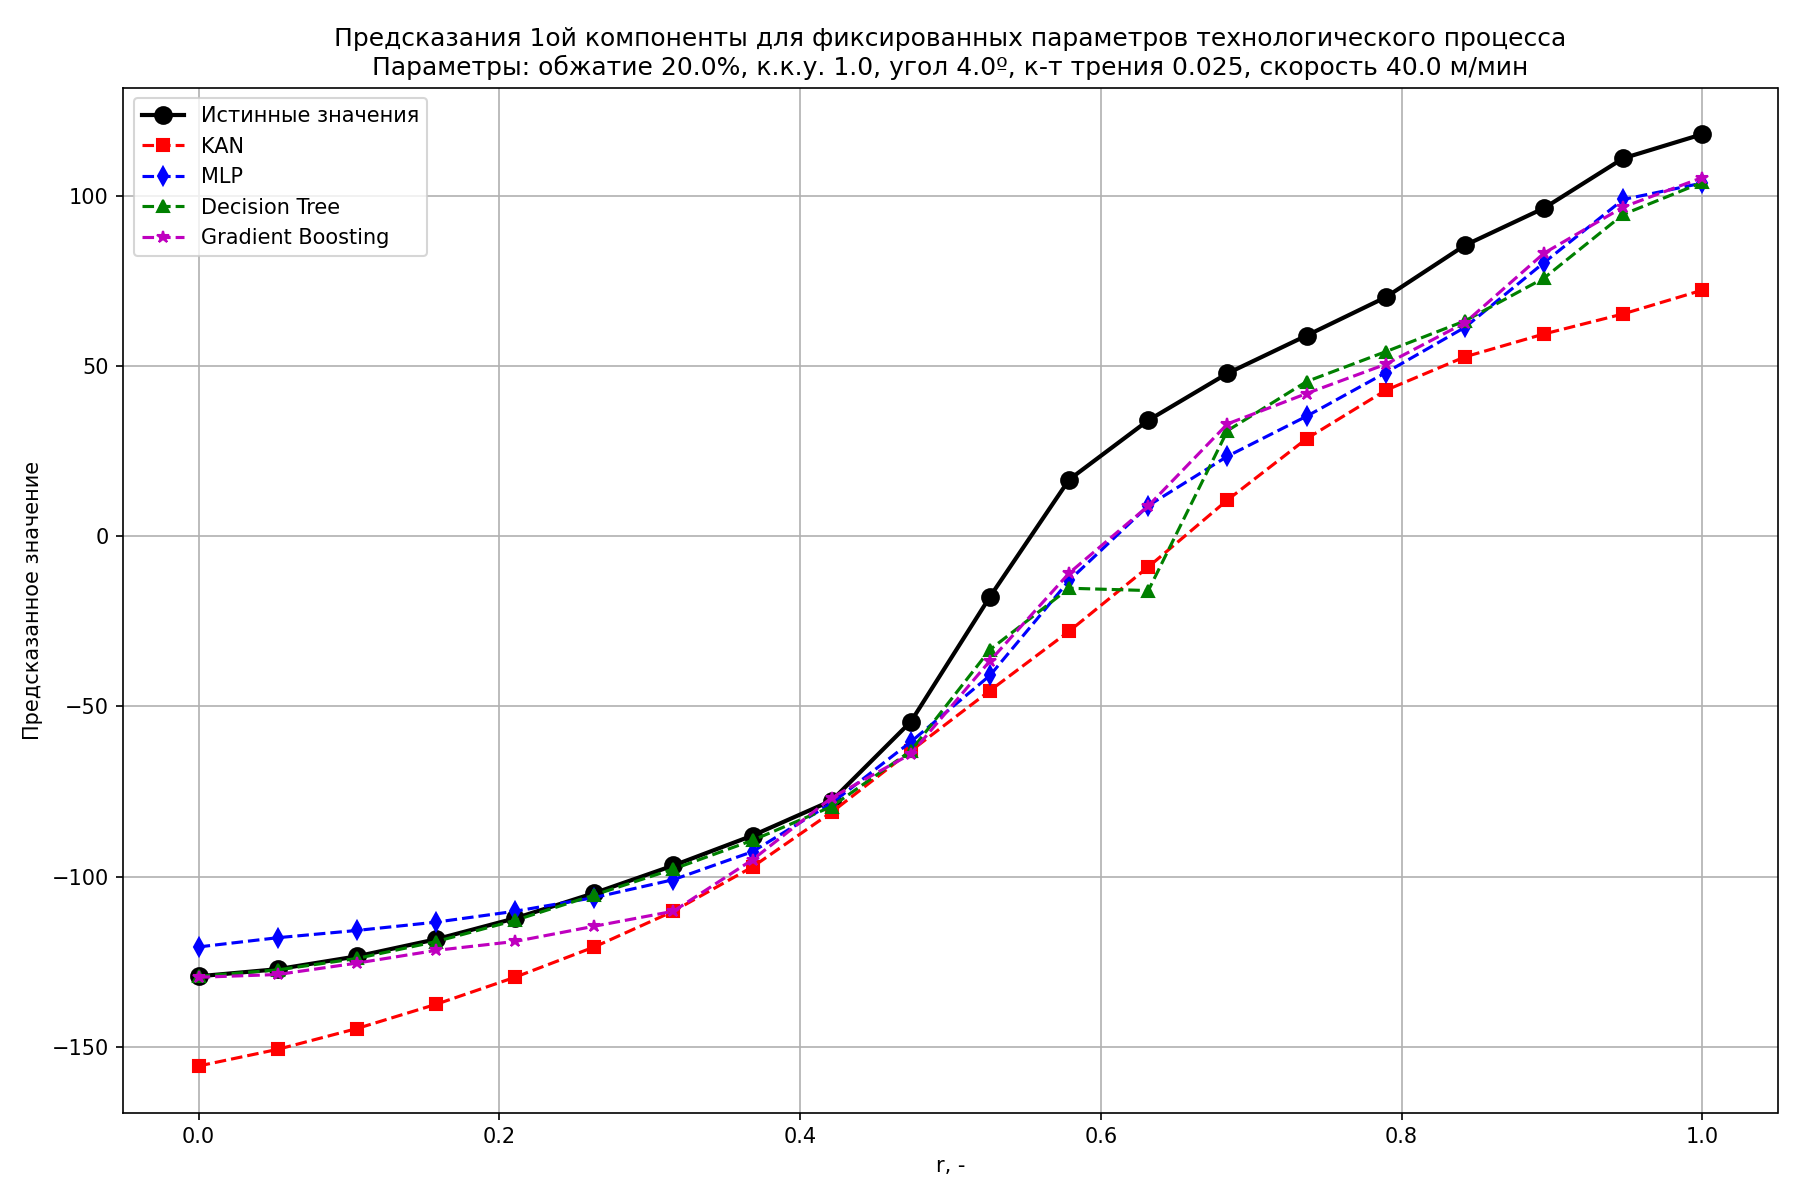 Предсказания 1ой компоненты для фиксированных параметров технологического процесса
Параметры: обжатие 20.0%, к.к.у. 1.0, угол 4.0º, к-т трения 0.025, скорость 40.0 м/мин
Истинные значения
KAN
MLP
Decision Tree
Gradient Boosting
Предсказанное значение
100
50
0
−50
−100
−150
0.0
0.2
0.4
0.6
0.8
1.0
r, -